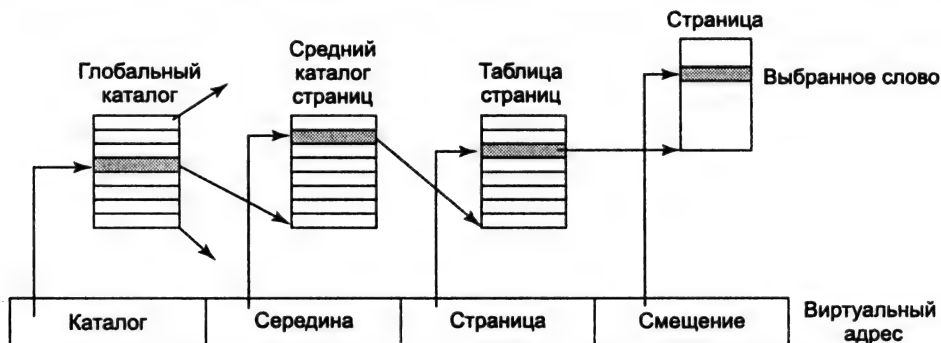 Страница
Глобальный
каталог
Средний
каталог
страниц
Таблица
страниц
Выбранное слово
Каталог
Середина
Страница
Смещение
Виртуальный
адрес